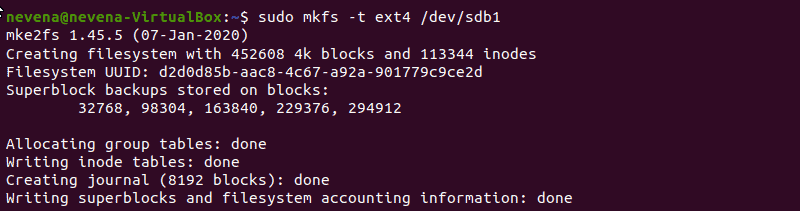 nevena@nevena-VirtualBox:~$ sudo mkfs -t ext4 /dev/sdb1
mke2fs 1.45.5 (07-Jan-2020)
Creating filesystem with 452608 4k blocks and 113344 inodes
Filesystem UUID: d2d0d85b-aac8-4c67-a92a-901779c9ce2d
Superblock backups stored on blocks:
        32768, 98304, 163840, 229376, 294912

Allocating group tables: done
Writing inode tables: done
Creating journal (8192 blocks): done
Writing superblocks and filesystem accounting information: done